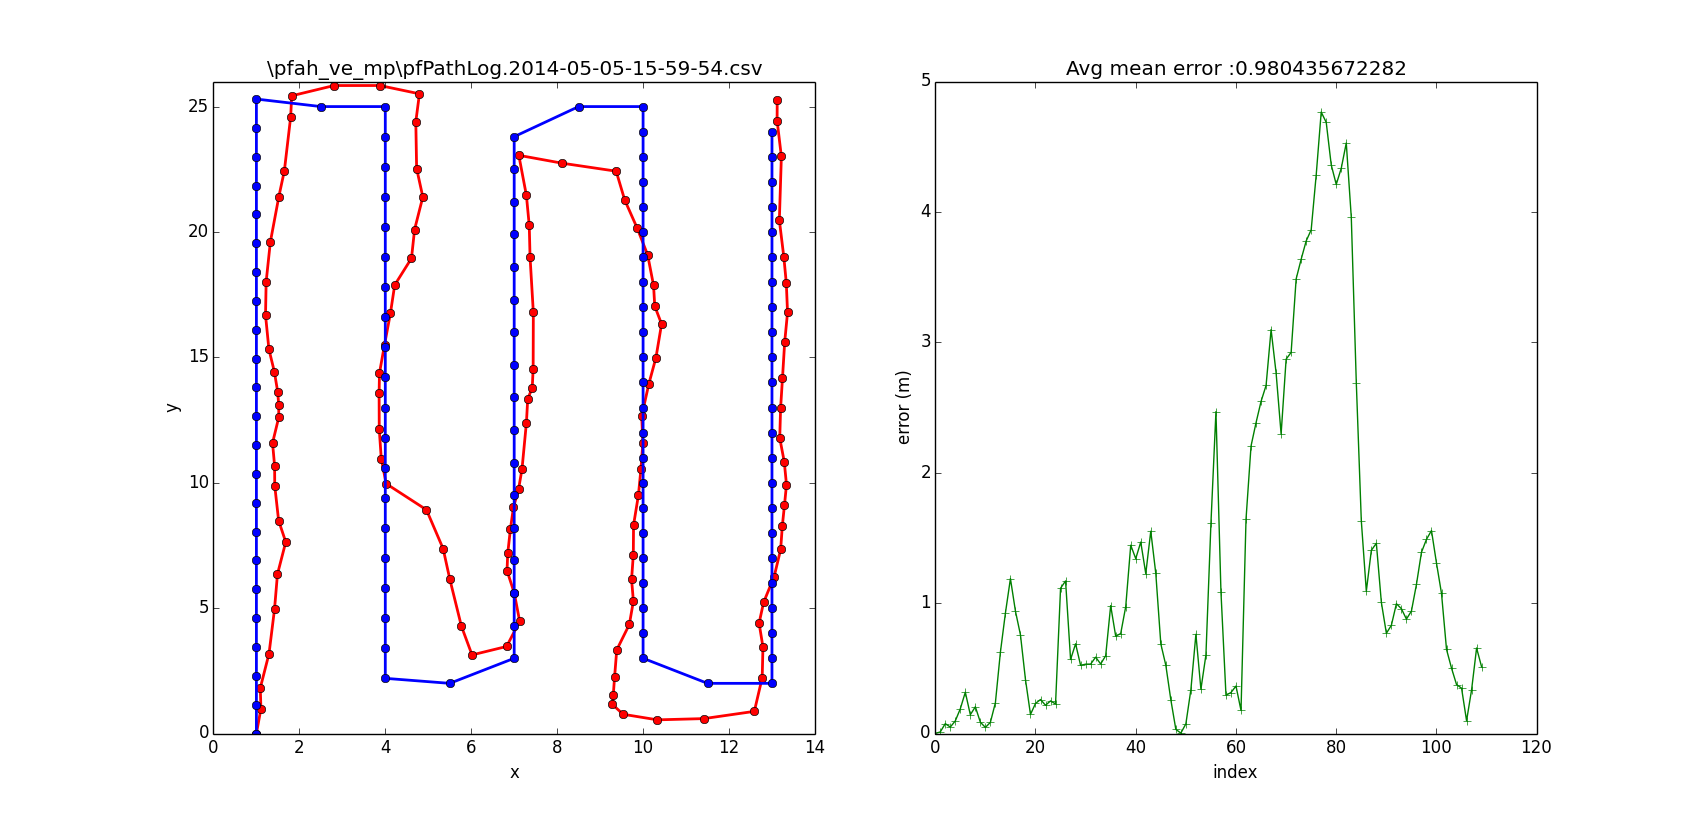 \pfah_ve_mp\pfPathLog.2014-05-05-15-59-54.csv
25
20
15
10
5
0
y
0 2 4 6 8 10 12 14
x
Avg mean error :0.980435672282
5
4
3
2
1
0
error (m)
0 20 40 60 80 100 120
index